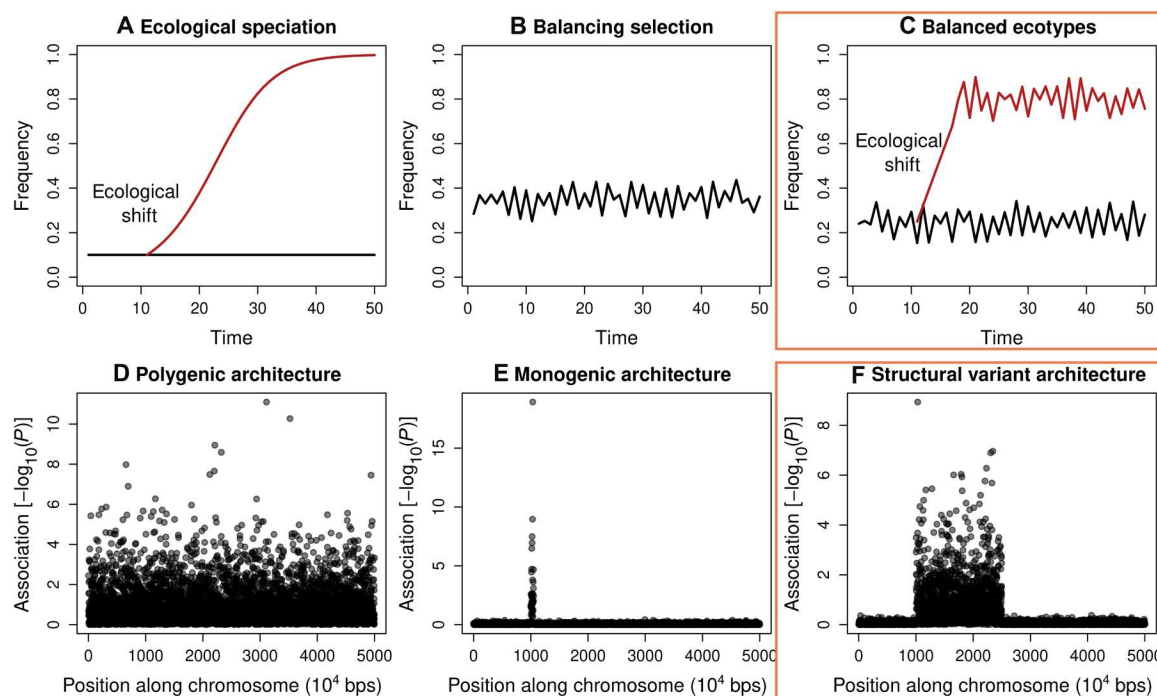 A Ecological speciation
Frequency
1.0
0.8
0.6
0.4
0.2
0.0
Ecological
shift
0 10 20 30 40 50
Time
B Balancing selection
Frequency
1.0
0.8
0.6
0.4
0.2
0.0
0 10 20 30 40 50
Time
C Balanced ecotypes
Frequency
1.0
0.8
0.6
0.4
0.2
0.0
Ecological
shift
0 10 20 30 40 50
Time
D Polygenic architecture
Association [−log10(P)]
10
8
6
4
2
0
0 1000 2000 3000 4000 5000
Position along chromosome (10⁴ bps)
E Monogenic architecture
Association [−log10(P)]
15
10
5
0
0 1000 2000 3000 4000 5000
Position along chromosome (10⁴ bps)
F Structural variant architecture
Association [−log10(P)]
8
6
4
2
0
0 1000 2000 3000 4000 5000
Position along chromosome (10⁴ bps)